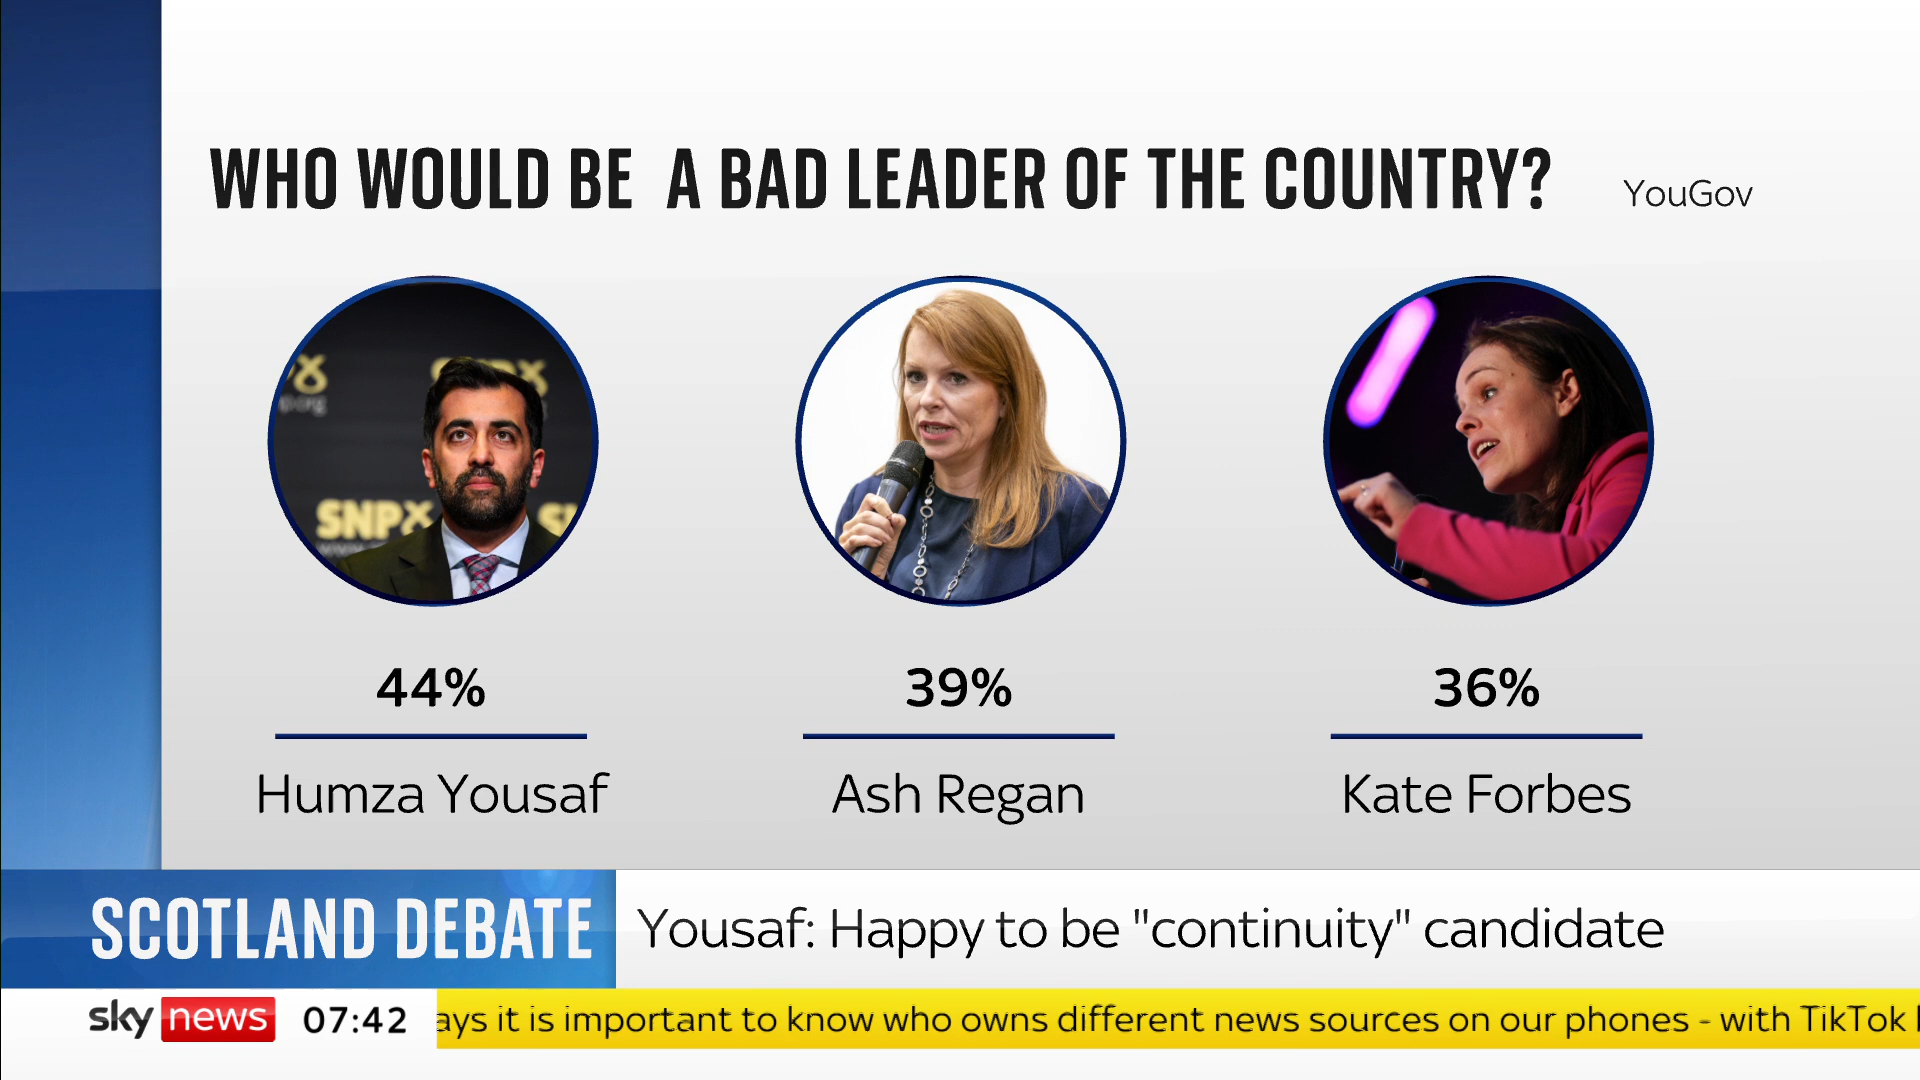 WHO WOULD BE A BAD LEADER OF THE COUNTRY?
YouGov
SNP
44%
39%
36%
Humza Yousaf
Ash Regan
Kate Forbes
SCOTLAND DEBATE
Yousaf: Happy to be "continuity" candidate
sky news
07:42
ays it is important to know who owns different news sources on our phones - with TikTok